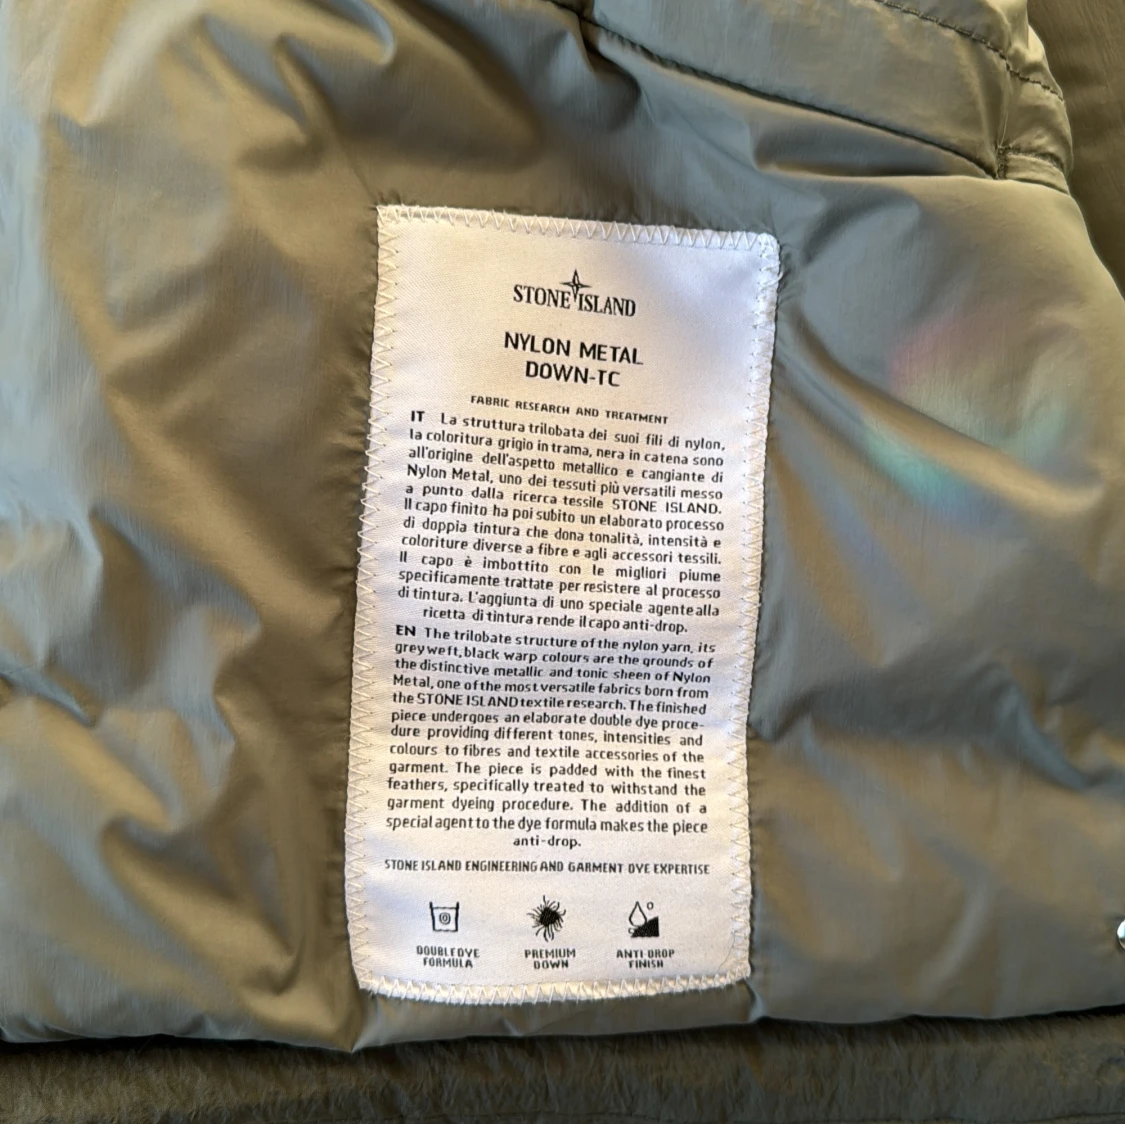 STONE ISLAND
NYLON METAL
DOWN-TC
FABRIC RESEARCH AND TREATMENT
IT La struttura trilobata dei suoi fili di nylon,
la coloritura grigio in trama, nera in catena sono
all'origine dell'aspetto metallico e cangiante di
Nylon Metal, uno dei tessuti più versatili messo
a punto dalla ricerca tessile STONE ISLAND.
Il capo finito ha poi subito un elaborato processo
di doppia tintura che dona tonalità, intensità e
coloriture diverse a fibre e agli accessori tessili.
Il capo è imbottito con le migliori piume
specificamente trattate per resistere al processo
di tintura. L'aggiunta di uno speciale agente alla
ricetta di tintura rende il capo anti-drop.
EN The trilobate structure of the nylon yarn, its
grey weft, black warp colours are the grounds of
the distinctive metallic and tonic sheen of Nylon
Metal, one of the most versatile fabrics born from
the STONE ISLAND textile research. The finished
piece undergoes an elaborate double dye proce-
dure providing different tones, intensities and
colours to fibres and textile accessories of the
garment. The piece is padded with the finest
feathers, specifically treated to withstand the
garment dyeing procedure. The addition of a
special agent to the dye formula makes the piece
anti-drop.
STONE ISLAND ENGINEERING AND GARMENT DYE EXPERTISE
DOUBLE DYE
FORMULA
PREMIUM
DOWN
ANTI DROP
FINISH